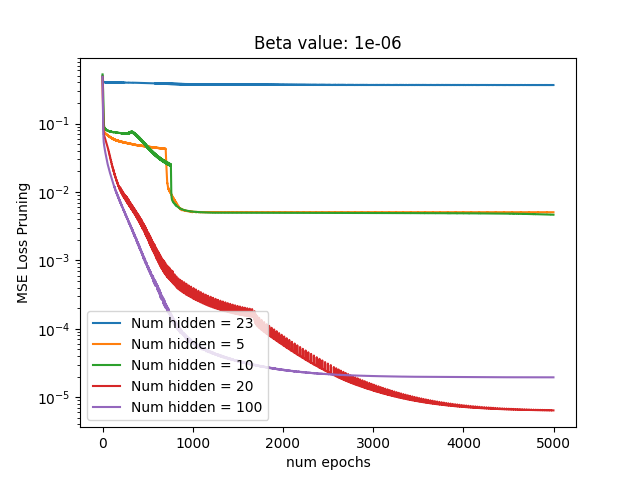 Beta value: 1e-06
MSE Loss Pruning
10⁻¹
10⁻²
10⁻³
10⁻⁴
10⁻⁵
Num hidden = 23
Num hidden = 5
Num hidden = 10
Num hidden = 20
Num hidden = 100
0 1000 2000 3000 4000 5000
num epochs